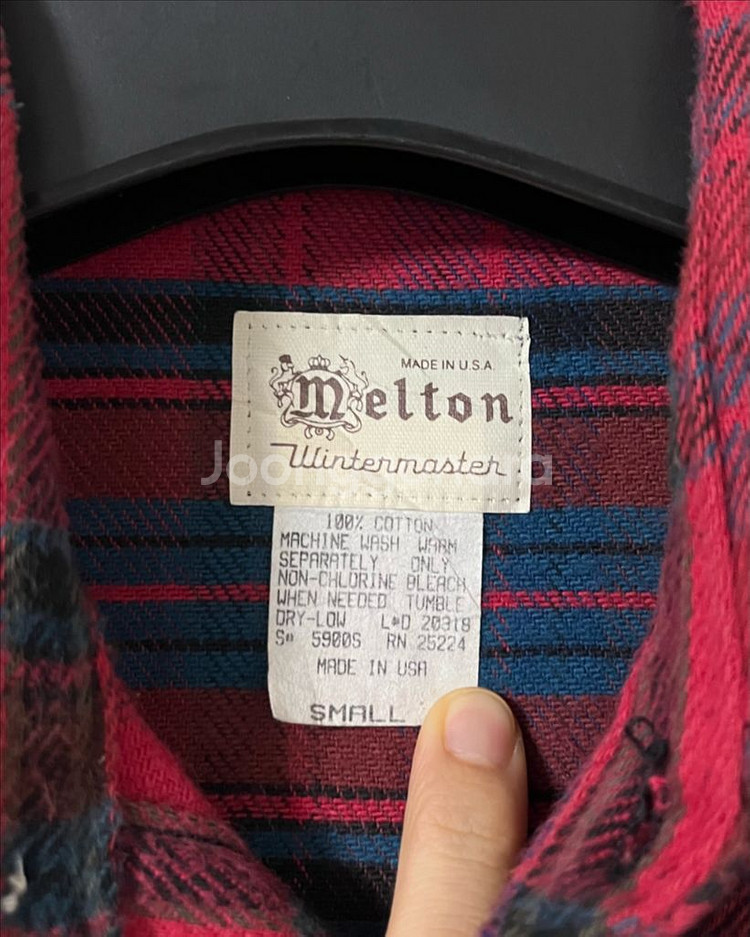 MADE IN U.S.A.
Melton
Wintermaster
100% COTTON
MACHINE WASH WARM
SEPARATELY ONLY
NON-CHLORINE BLEACH
WHEN NEEDED TUMBLE
DRY-LOW L*D 20318
S# 5900S RN 25224
MADE IN USA
SMALL